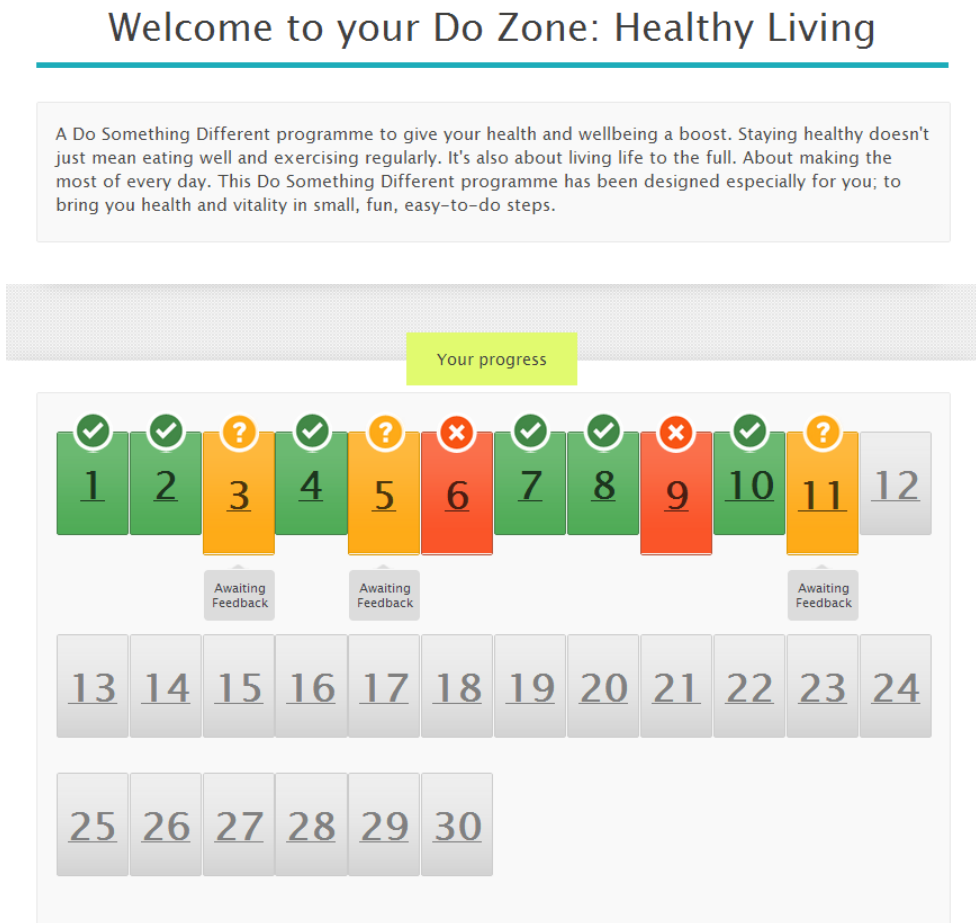 Welcome to your Do Zone: Healthy Living
A Do Something Different programme to give your health and wellbeing a boost. Staying healthy doesn't
just mean eating well and exercising regularly. It's also about living life to the full. About making the
most of every day. This Do Something Different programme has been designed especially for you; to
bring you health and vitality in small, fun, easy-to-do steps.
Your progress
1 2 3 4 5 6 7 8 9 10 11 12
Awaiting Awaiting Awaiting
Feedback Feedback Feedback
13 14 15 16 17 18 19 20 21 22 23 24
25 26 27 28 29 30